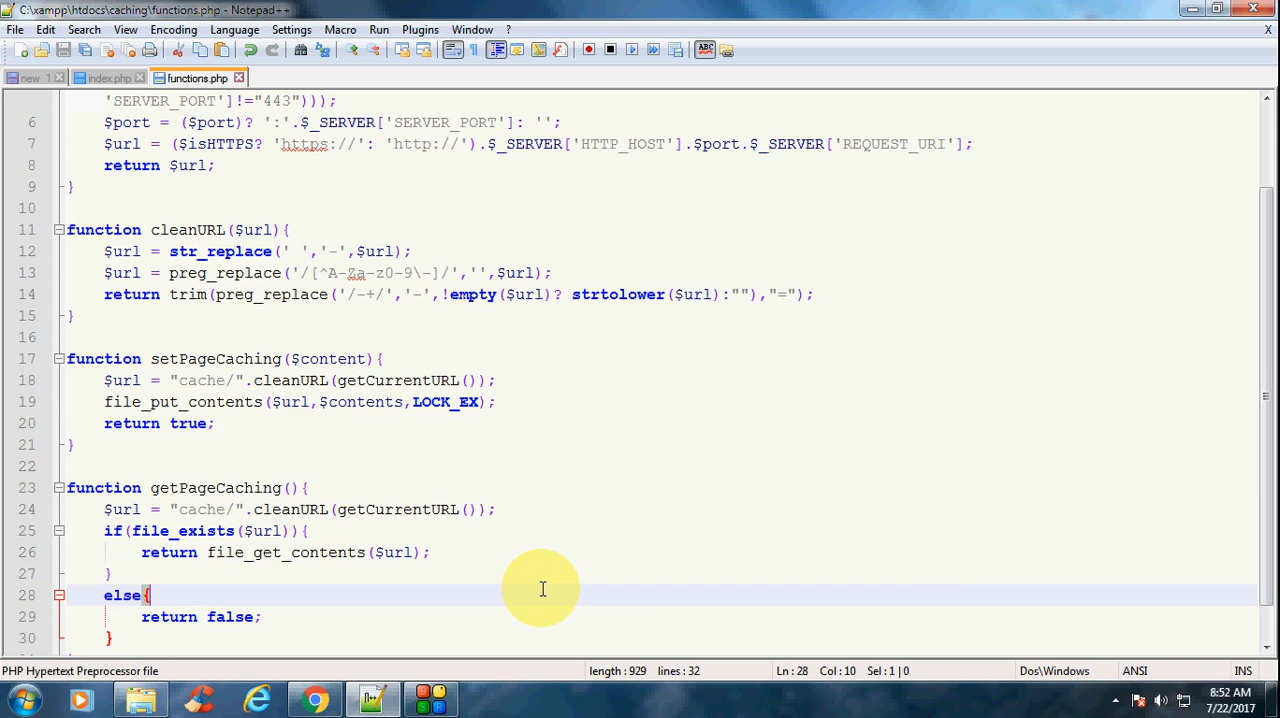 C:\xampp\htdocs\caching\functions.php - Notepad++
File Edit Search View Encoding Language Settings Macro Run Plugins Window ? X
new 1 index.php functions.php
'SERVER_PORT']!="443")));
6 $port = ($port)? ':'.$_SERVER['SERVER_PORT']: '';
7 $url = ($isHTTPS? 'https://': 'http://').$_SERVER['HTTP_HOST'].$port.$_SERVER['REQUEST_URI'];
8 return $url;
9 }
10
11 function cleanURL($url){
12 $url = str_replace(' ','-',$url);
13 $url = preg_replace('/[^A-Za-z0-9\-]/','',$url);
14 return trim(preg_replace('/-+/','-',!empty($url)? strtolower($url):""),"=");
15 }
16
17 function setPageCaching($content){
18 $url = "cache/".cleanURL(getCurrentURL());
19 file_put_contents($url,$contents,LOCK_EX);
20 return true;
21 }
22
23 function getPageCaching(){
24 $url = "cache/".cleanURL(getCurrentURL());
25 if(file_exists($url)){
26 return file_get_contents($url);
27 }
28 else{
29 return false;
30 }
PHP Hypertext Preprocessor file length : 929 lines : 32 Ln : 28 Col : 10 Sel : 1 | 0 Dos\Windows ANSI INS
8:52 AM
7/22/2017